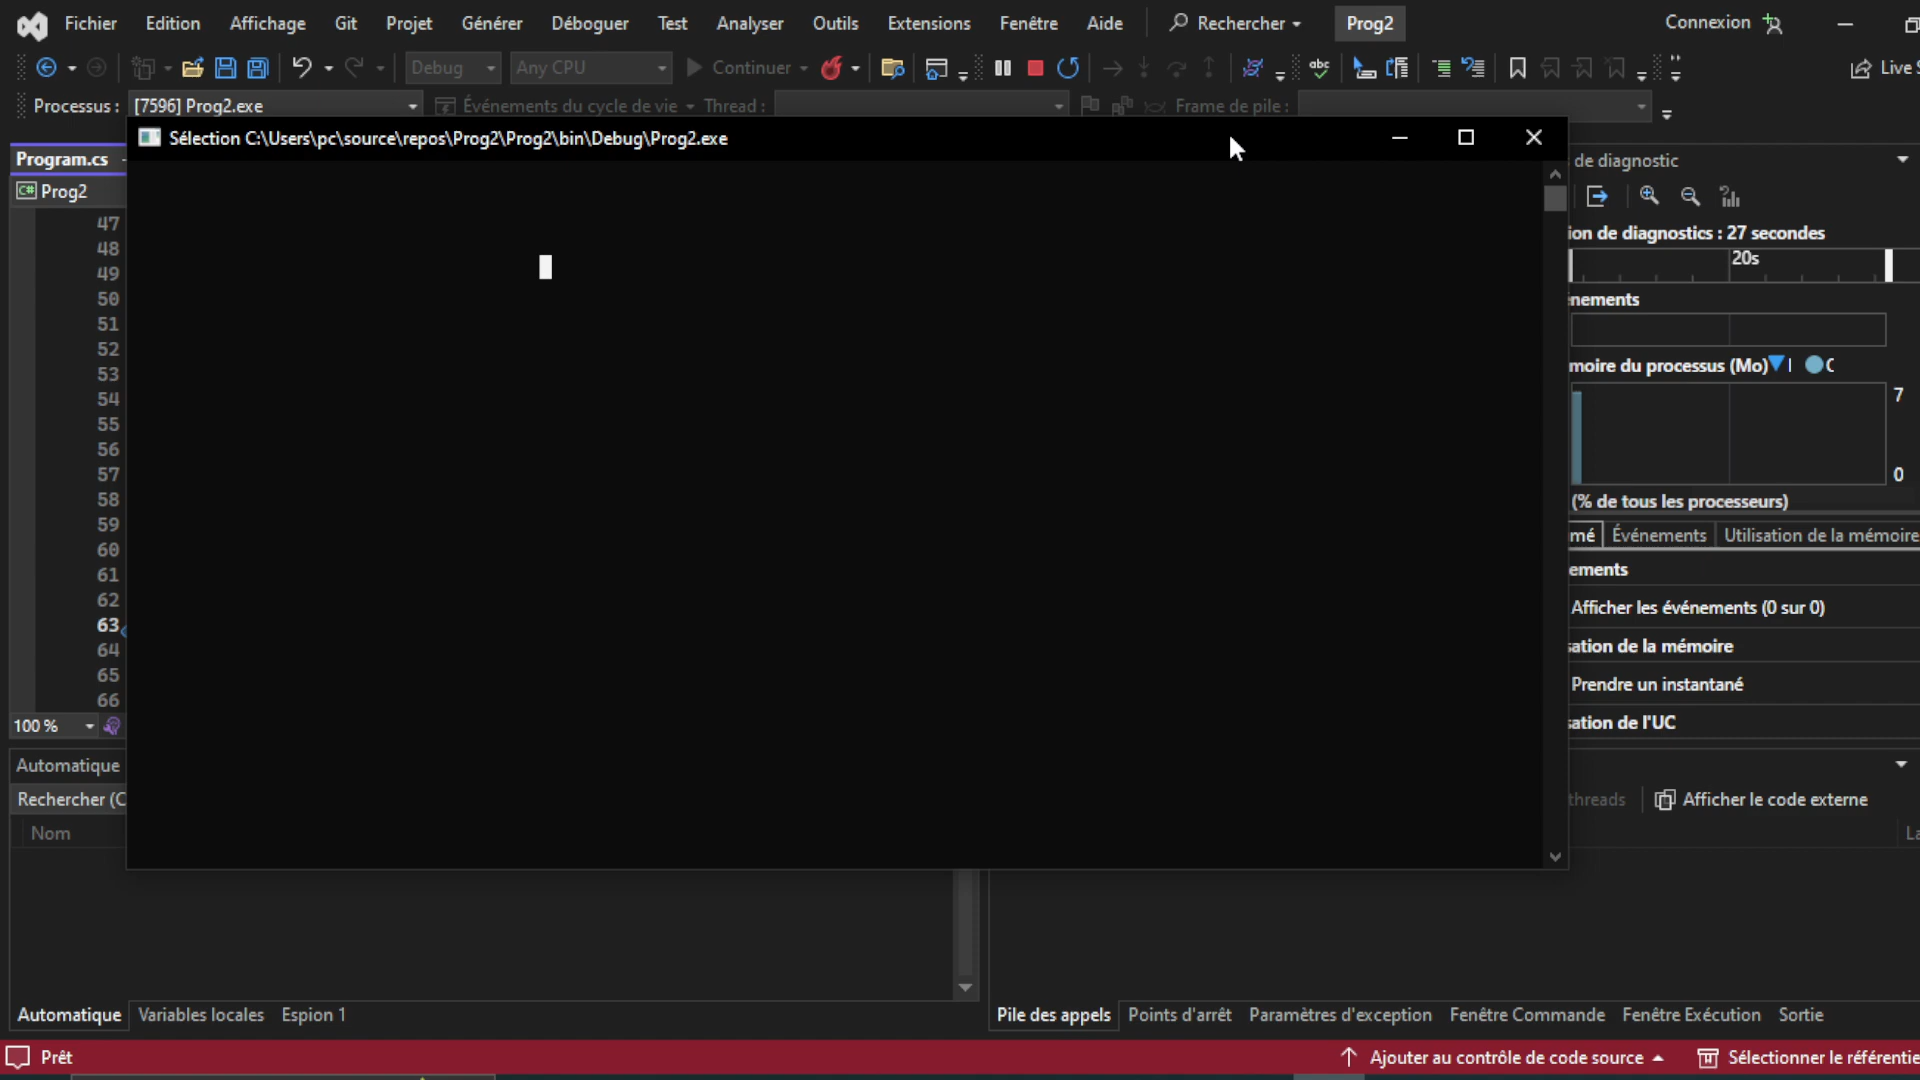 Fichier Edition Affichage Git Projet Générer Déboguer Test Analyser Outils Extensions Fenêtre Aide Rechercher Prog2 Connexion
Debug Any CPU Continuer abc Live S
Processus : [7596] Prog2.exe Événements du cycle de vie Thread : Frame de pile :
Sélection C:\Users\pc\source\repos\Prog2\Prog2\bin\Debug\Prog2.exe
Program.cs
de diagnostic
C# Prog2
47
48
49
50
51
52
53
54
55
56
57
58
59
60
61
62
63
64
65
66
ion de diagnostics : 27 secondes
20s
énements
moire du processus (Mo) I C
7
0
(% de tous les processeurs)
mé Événements Utilisation de la mémoire
ements
Afficher les événements (0 sur 0)
sation de la mémoire
Prendre un instantané
sation de l'UC
100 %
Automatique
Rechercher (C
threads Afficher le code externe
Nom
La
Automatique Variables locales Espion 1
Pile des appels Points d'arrêt Paramètres d'exception Fenêtre Commande Fenêtre Exécution Sortie
Prêt
Ajouter au contrôle de code source Sélectionner le référentie